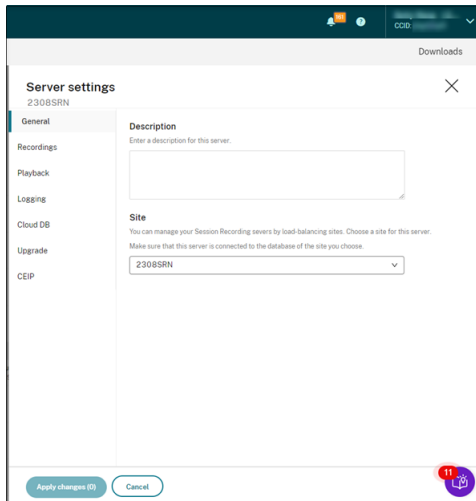 CCID:
Downloads
Server settings
2308SRN
General
Recordings
Playback
Logging
Cloud DB
Upgrade
CEIP
Description
Enter a description for this server.
Site
You can manage your Session Recording severs by load-balancing sites. Choose a site for this server.
Make sure that this server is connected to the database of the site you choose.
2308SRN
Apply changes (0)
Cancel
11